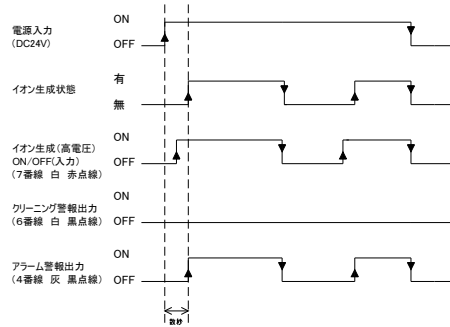 電源入力 ON
(DC24V) OFF
イオン生成状態 有
無
イオン生成(高電圧) ON
ON/OFF(入力) OFF
(7番線 白 赤点線)
ON
クリーニング警報出力 OFF
(6番線 白 黒点線)
ON
アラーム警報出力
(4番線 灰 黒点線) OFF
数秒